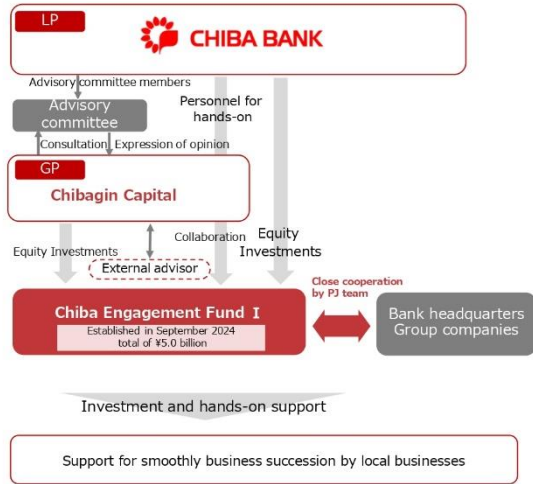 LP
CHIBA BANK
Advisory committee members
Advisory
committee
Personnel for
hands-on
Consultation
Expression of opinion
GP
Chibagin Capital
Equity Investments
Collaboration
Equity
Investments
External advisor
Close cooperation
by PJ team
Chiba Engagement Fund I
Established in September 2024
total of ¥5.0 billion
Bank headquarters
Group companies
Investment and hands-on support
Support for smoothly business succession by local businesses